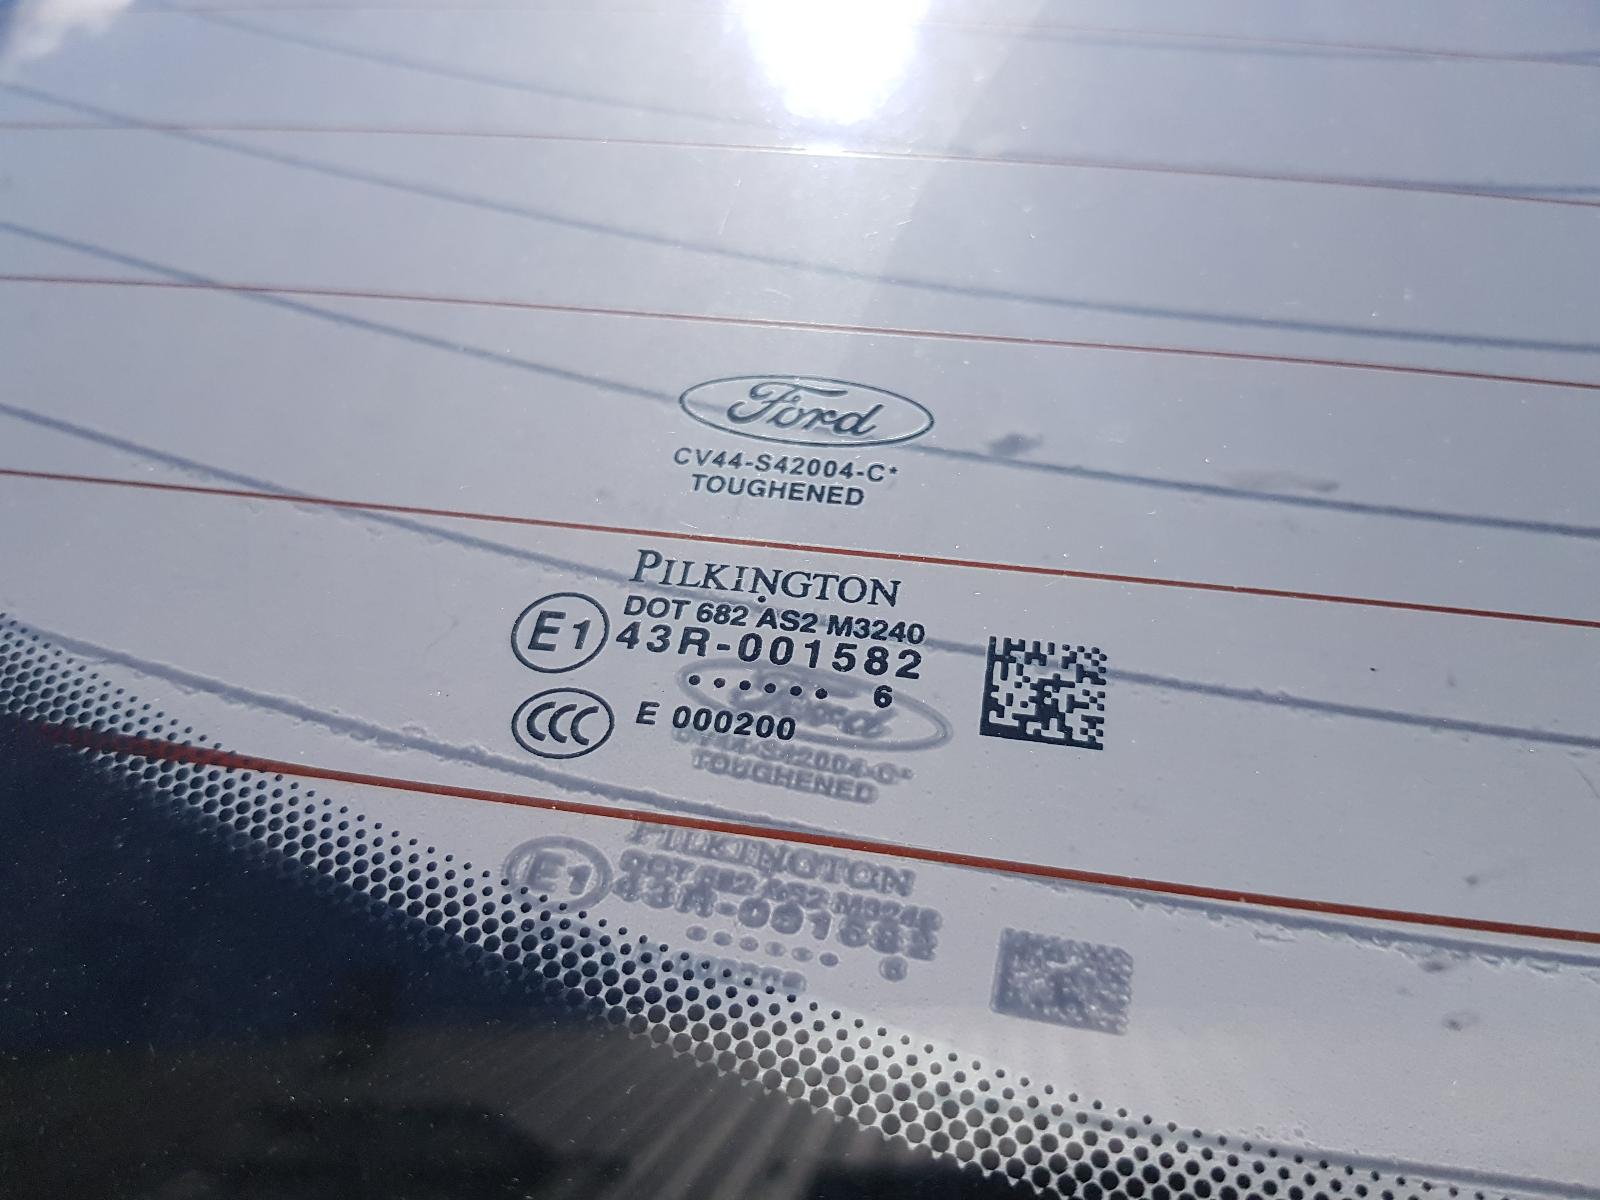 Ford
CV44-S42004-C*
TOUGHENED
PILKINGTON
DOT 682 AS2 M3240
E1 43R-001582
...... 6
CCC E 000200